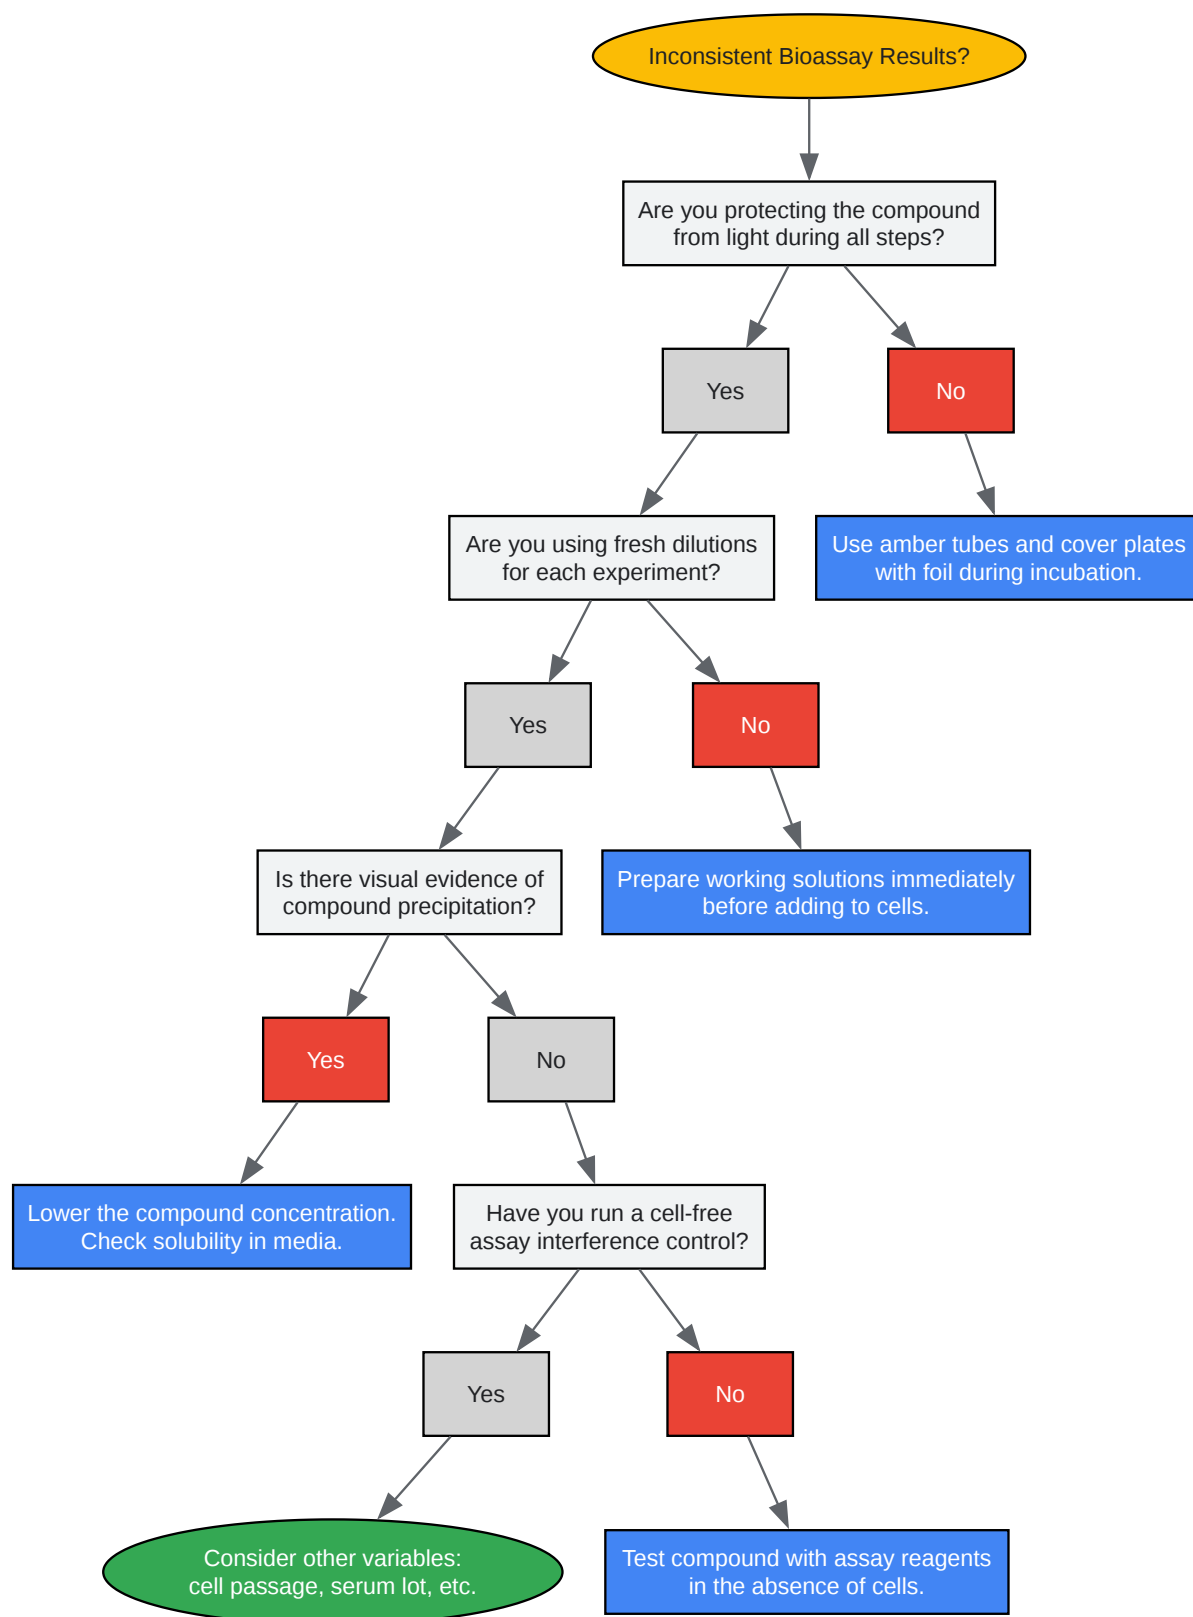 Inconsistent Bioassay Results?
Are you protecting the compound
from light during all steps?
Yes
No
Are you using fresh dilutions
for each experiment?
Use amber tubes and cover plates
with foil during incubation.
Yes
No
Is there visual evidence of
compound precipitation?
Prepare working solutions immediately
before adding to cells.
Yes
No
Lower the compound concentration.
Check solubility in media.
Have you run a cell-free
assay interference control?
Yes
No
Consider other variables:
cell passage, serum lot, etc.
Test compound with assay reagents
in the absence of cells.